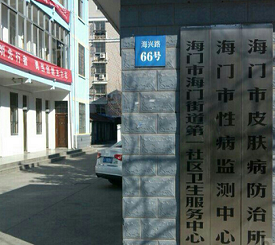 海兴路
66号
海门市皮肤病防治所
海门市性病监测中心
海门市海门街道第一社区卫生服务中心